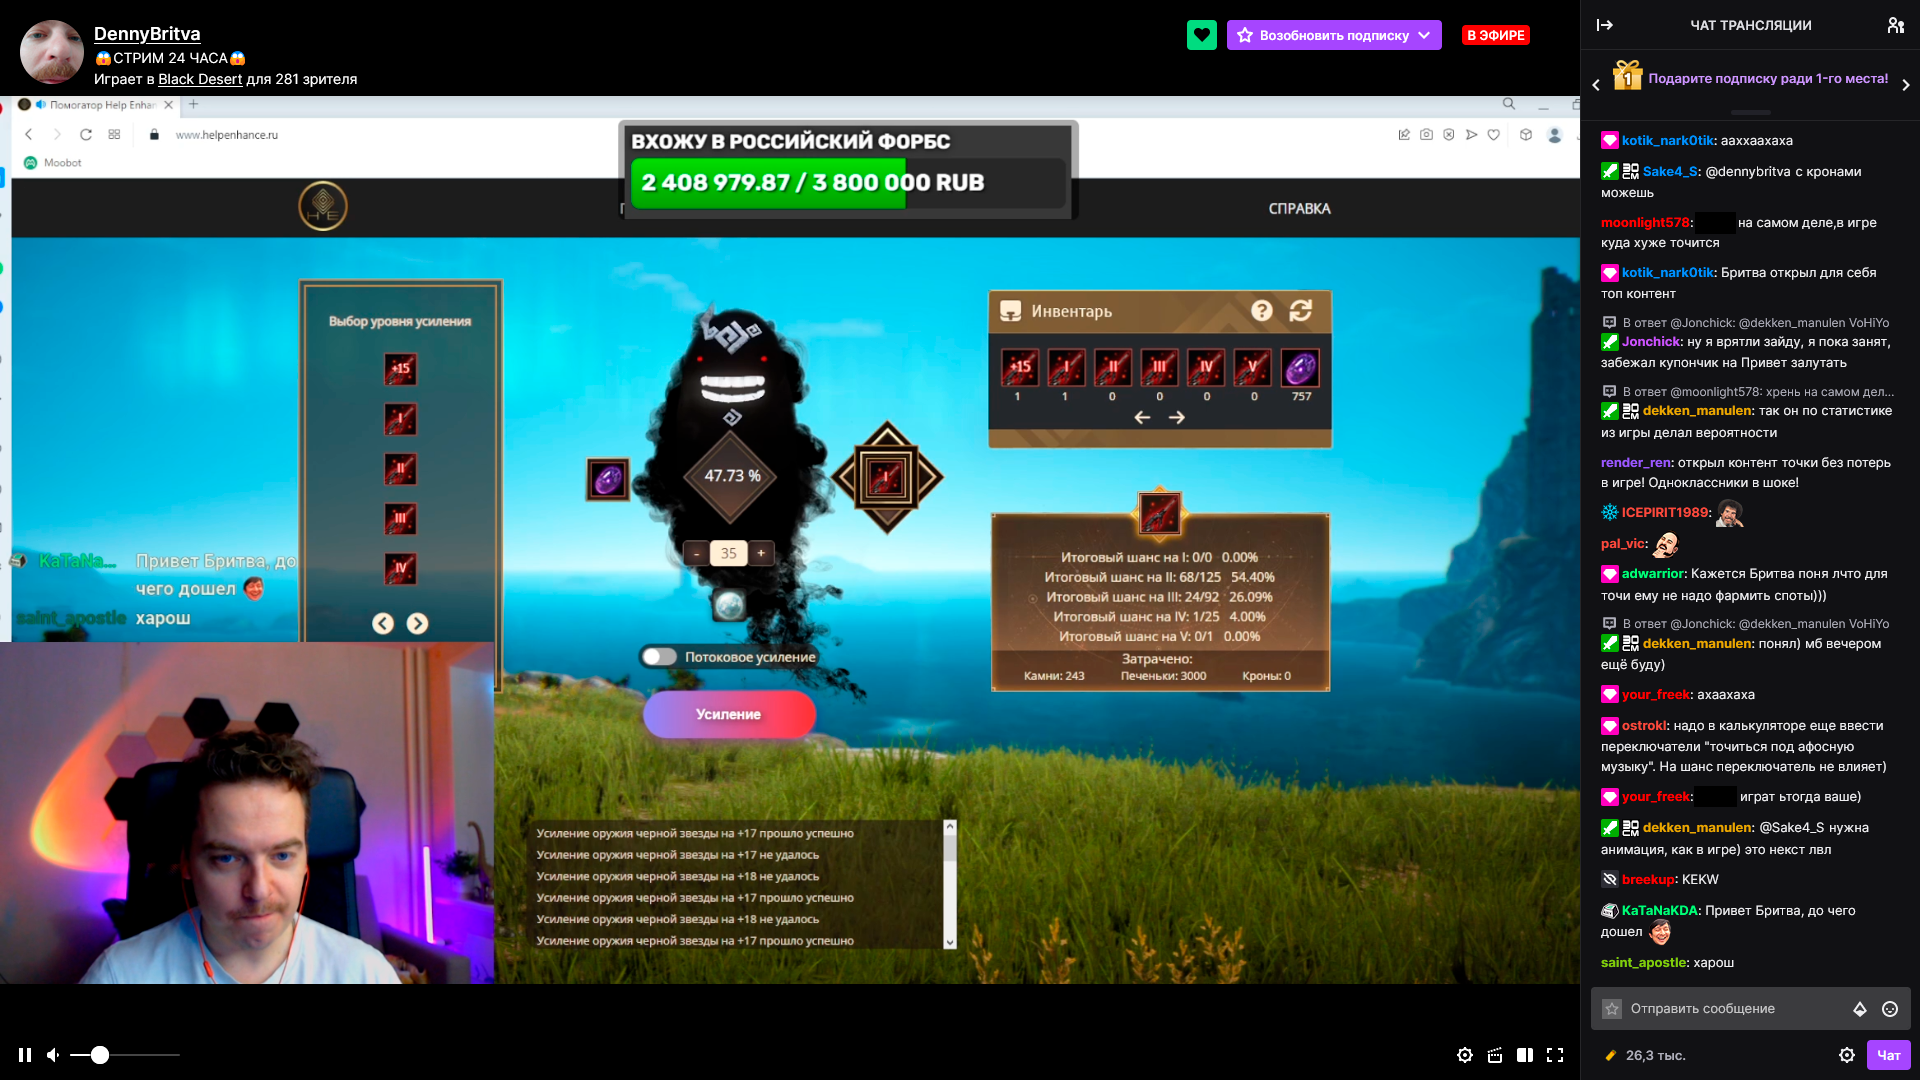 DennyBritva
😱СТРИМ 24 ЧАСА😱
Играет в Black Desert для 281 зрителя
Возобновить подписку
В ЭФИРЕ
Помогатор Help Enhan
www.helpenhance.ru
Moobot
ВХОЖУ В РОССИЙСКИЙ ФОРБС
2 408 979.87 / 3 800 000 RUB
СПРАВКА
Выбор уровня усиления
+15
I
II
III
IV
47.73 %
I
- 35 +
Потоковое усиление
Усиление
Инвентарь
+15 I II III IV V
1 1 0 0 0 0 757
Итоговый шанс на I: 0/0 0.00%
Итоговый шанс на II: 68/125 54.40%
Итоговый шанс на III: 24/92 26.09%
Итоговый шанс на IV: 1/25 4.00%
Итоговый шанс на V: 0/1 0.00%
Затрачено:
Камни: 243 Печеньки: 3000 Кроны: 0
KaTaNa... Привет Бритва, до
чего дошел
saint_apostle харош
Усиление оружия черной звезды на +17 прошло успешно
Усиление оружия черной звезды на +17 не удалось
Усиление оружия черной звезды на +18 не удалось
Усиление оружия черной звезды на +17 прошло успешно
Усиление оружия черной звезды на +18 не удалось
Усиление оружия черной звезды на +17 прошло успешно
ЧАТ ТРАНСЛЯЦИИ
1 Подарите подписку ради 1-го места!
kotik_nark0tik: ааххаахаха
Sake4_S: @dennybritva с кронами
можешь
moonlight578: на самом деле,в игре
куда хуже точится
kotik_nark0tik: Бритва открыл для себя
топ контент
В ответ @Jonchick: @dekken_manulen VoHiYo
Jonchick: ну я врятли зайду, я пока занят,
забежал купончик на Привет залутать
В ответ @moonlight578: хрень на самом дел...
dekken_manulen: так он по статистике
из игры делал вероятности
render_ren: открыл контент точки без потерь
в игре! Одноклассники в шоке!
ICEPIRIT1989:
pal_vic:
adwarrior: Кажется Бритва поня лчто для
точи ему не надо фармить споты)))
В ответ @Jonchick: @dekken_manulen VoHiYo
dekken_manulen: понял) мб вечером
ещё буду)
your_freek: ахаахаха
ostrokl: надо в калькуляторе еще ввести
переключатели "точиться под афосную
музыку". На шанс переключатель не влияет)
your_freek: играт ьтогда ваше)
dekken_manulen: @Sake4_S нужна
анимация, как в игре) это некст лвл
breekup: KEKW
KaTaNaKDA: Привет Бритва, до чего
дошел
saint_apostle: харош
Отправить сообщение
26,3 тыс.
Чат